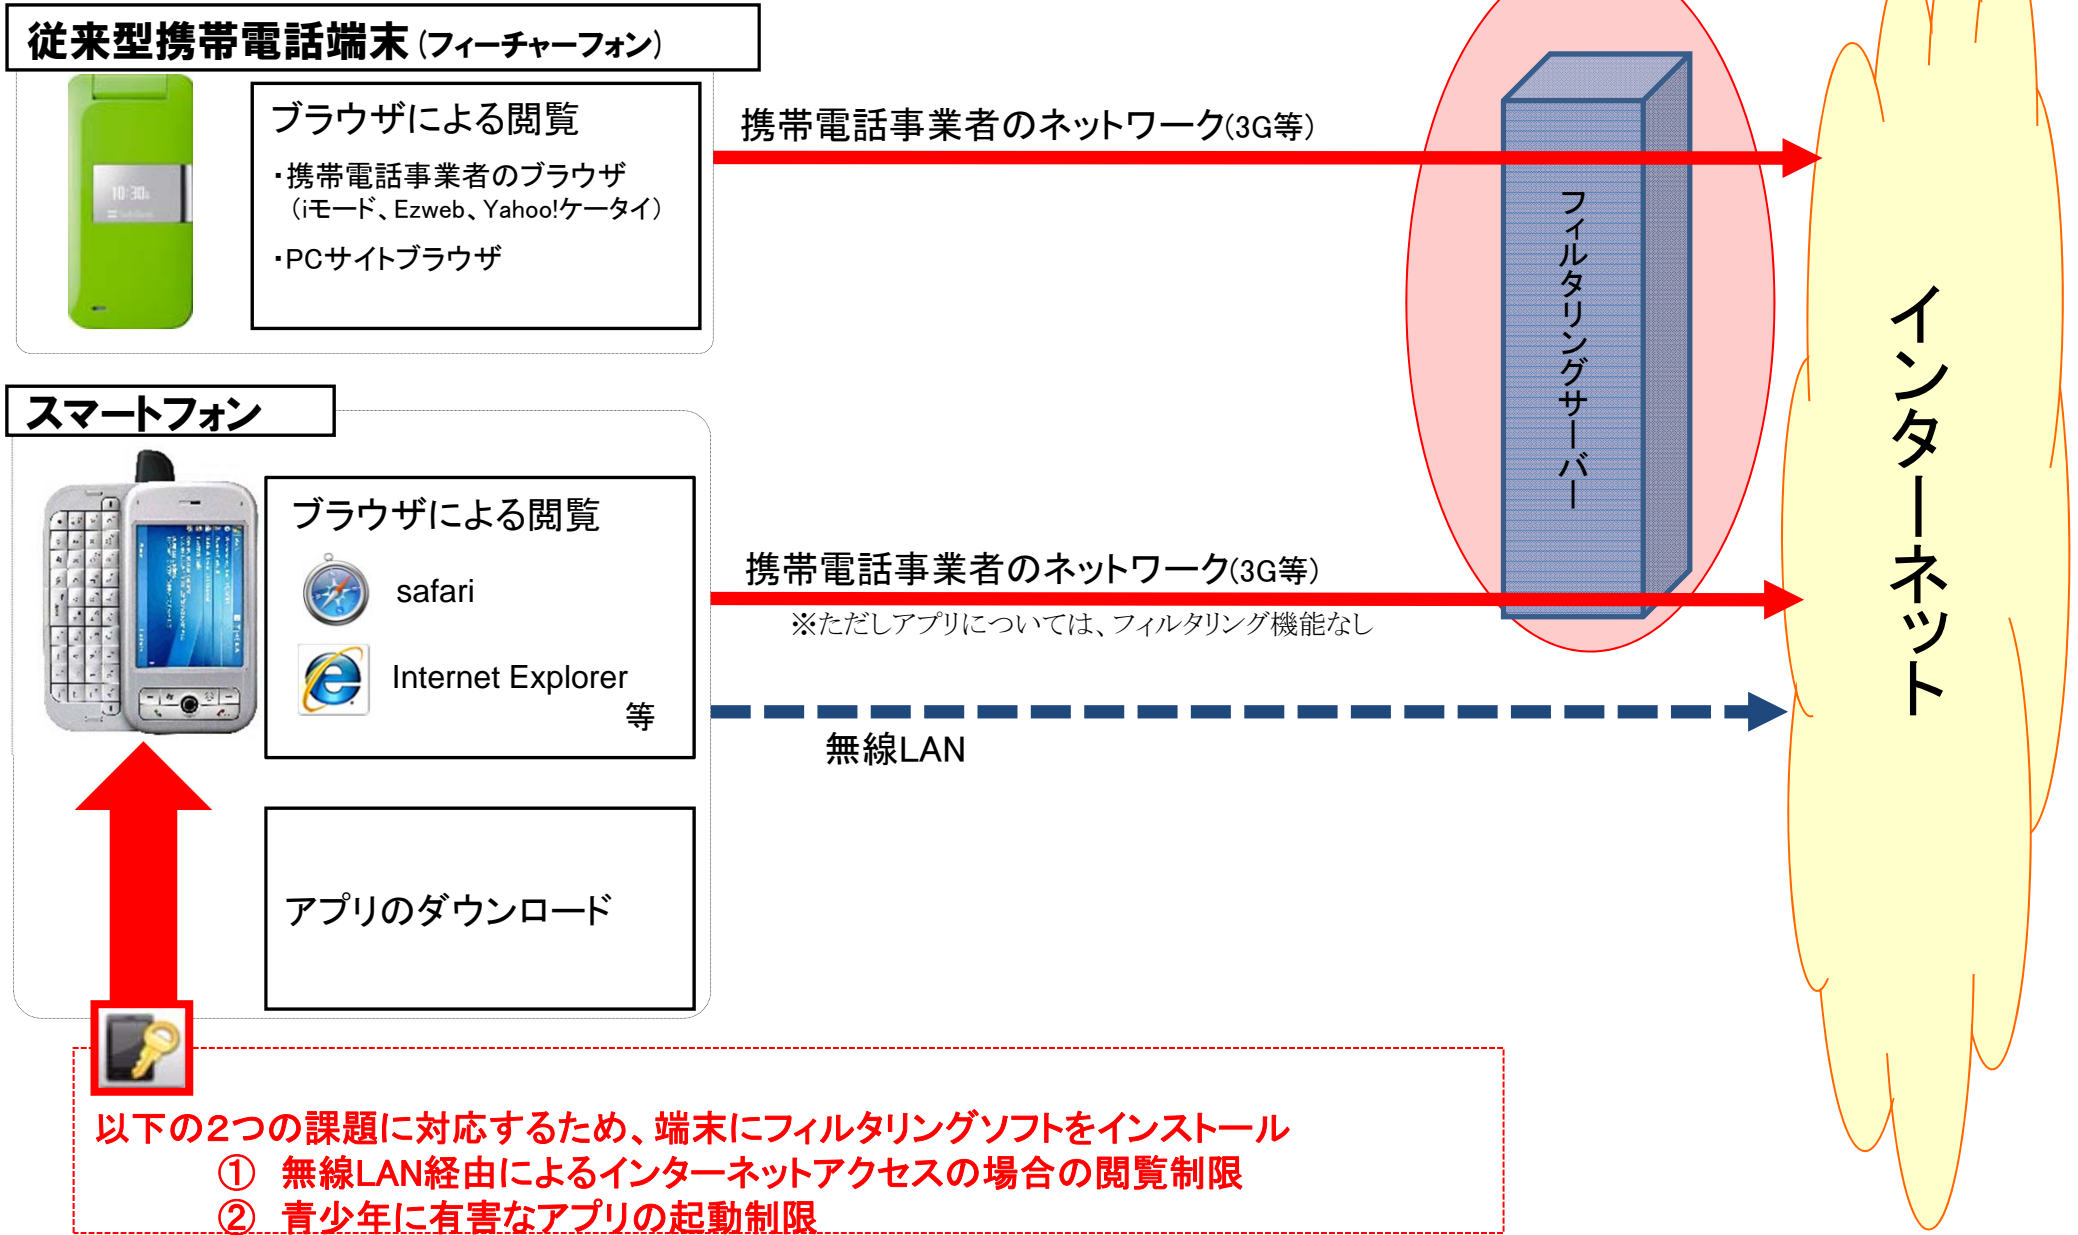 従来型携帯電話端末(フィーチャーフォン)
ブラウザによる閲覧
・携帯電話事業者のブラウザ
（iモード、Ezweb、Yahoo!ケータイ）
・PCサイトブラウザ
携帯電話事業者のネットワーク(3G等)
フィルタリングサーバー
インターネット
スマートフォン
ブラウザによる閲覧
safari
Internet Explorer
等
携帯電話事業者のネットワーク(3G等)
※ただしアプリについては、フィルタリング機能なし
無線LAN
アプリのダウンロード
以下の2つの課題に対応するため、端末にフィルタリングソフトをインストール
① 無線LAN経由によるインターネットアクセスの場合の閲覧制限
② 青少年に有害なアプリの起動制限
10:30